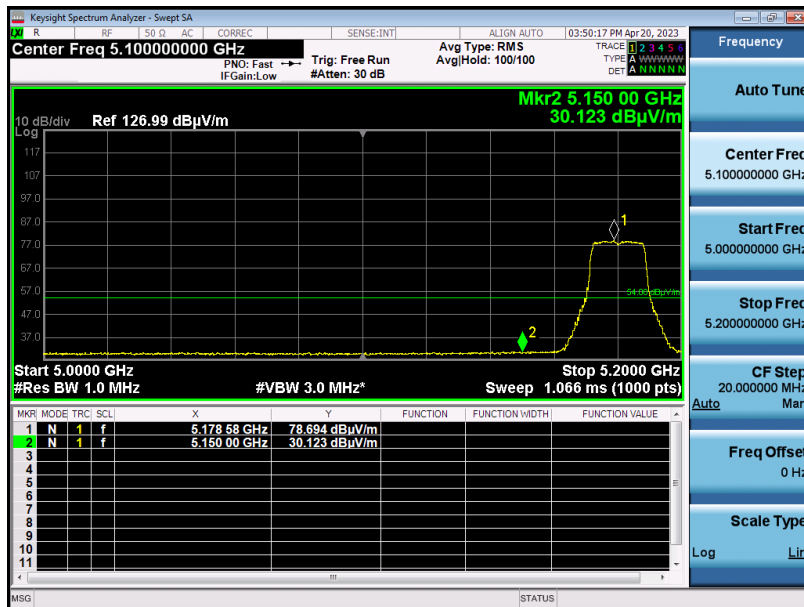 Keysight Spectrum Analyzer - Swept SA
LXI R RF 50 Ω AC CORREC SENSE:INT ALIGN AUTO 03:50:17 PM Apr 20, 2023
Center Freq 5.100000000 GHz
PNO: Fast
IFGain:Low
Trig: Free Run
#Atten: 30 dB
Avg Type: RMS
Avg|Hold: 100/100
TRACE 1 2 3 4 5 6
TYPE A WWWWW
DET A N N N N N
Mkr2 5.150 00 GHz
30.123 dBµV/m
10 dB/div Ref 126.99 dBµV/m
Log
117
107
97.0
87.0
77.0
67.0
57.0
47.0
37.0
1
2
54.00 dBµV/m
Start 5.0000 GHz Stop 5.2000 GHz
#Res BW 1.0 MHz #VBW 3.0 MHz* Sweep 1.066 ms (1000 pts)
MKR MODE TRC SCL X Y FUNCTION FUNCTION WIDTH FUNCTION VALUE
1 N 1 f 5.178 58 GHz 78.694 dBµV/m
2 N 1 f 5.150 00 GHz 30.123 dBµV/m
3
4
5
6
7
8
9
10
11
MSG STATUS
Frequency
Auto Tune
Center Freq
5.100000000 GHz
Start Freq
5.000000000 GHz
Stop Freq
5.200000000 GHz
CF Step
20.000000 MHz
Auto Man
Freq Offset
0 Hz
Scale Type
Log Lin